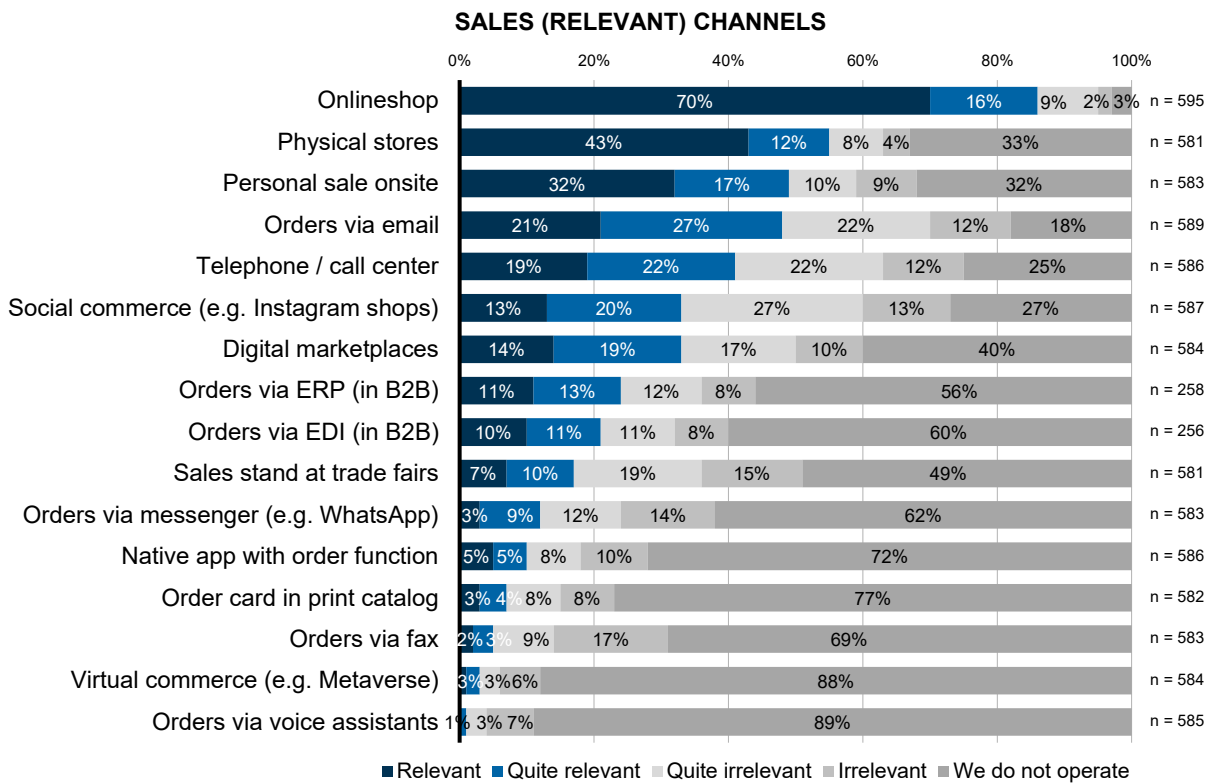 SALES (RELEVANT) CHANNELS
0% 20% 40% 60% 80% 100%
Onlineshop 70% 16% 9% 2% 3% n = 595
Physical stores 43% 12% 8% 4% 33% n = 581
Personal sale onsite 32% 17% 10% 9% 32% n = 583
Orders via email 21% 27% 22% 12% 18% n = 589
Telephone / call center 19% 22% 22% 12% 25% n = 586
Social commerce (e.g. Instagram shops) 13% 20% 27% 13% 27% n = 587
Digital marketplaces 14% 19% 17% 10% 40% n = 584
Orders via ERP (in B2B) 11% 13% 12% 8% 56% n = 258
Orders via EDI (in B2B) 10% 11% 11% 8% 60% n = 256
Sales stand at trade fairs 7% 10% 19% 15% 49% n = 581
Orders via messenger (e.g. WhatsApp) 3% 9% 12% 14% 62% n = 583
Native app with order function 5% 5% 8% 10% 72% n = 586
Order card in print catalog 3% 4% 8% 8% 77% n = 582
Orders via fax 2% 3% 9% 17% 69% n = 583
Virtual commerce (e.g. Metaverse) 3% 3% 6% 88% n = 584
Orders via voice assistants 1% 3% 7% 89% n = 585
Relevant Quite relevant Quite irrelevant Irrelevant We do not operate